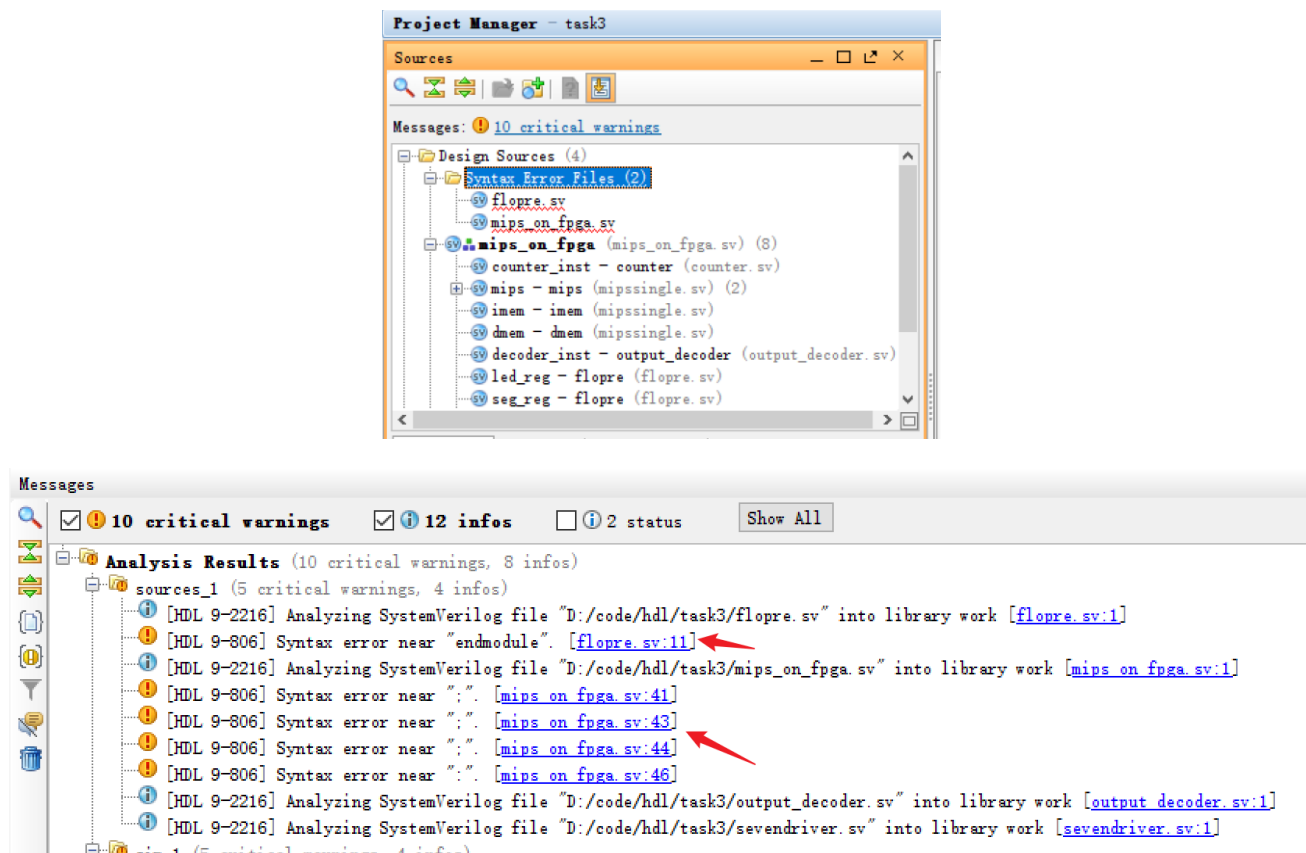 Project Manager - task3
Sources
Messages: 10 critical warnings
Design Sources (4)
Syntax Error Files (2)
flopre.sv
mips_on_fpga.sv
mips_on_fpga (mips_on_fpga.sv) (8)
counter_inst - counter (counter.sv)
mips - mips (mipssingle.sv) (2)
imem - imem (mipssingle.sv)
dmem - dmem (mipssingle.sv)
decoder_inst - output_decoder (output_decoder.sv)
led_reg - flopre (flopre.sv)
seg_reg - flopre (flopre.sv)
Messages
10 critical warnings 12 infos 2 status Show All
Analysis Results (10 critical warnings, 8 infos)
sources_1 (5 critical warnings, 4 infos)
[HDL 9-2216] Analyzing SystemVerilog file "D:/code/hdl/task3/flopre.sv" into library work [flopre.sv:1]
[HDL 9-806] Syntax error near "endmodule". [flopre.sv:11]
[HDL 9-2216] Analyzing SystemVerilog file "D:/code/hdl/task3/mips_on_fpga.sv" into library work [mips_on_fpga.sv:1]
[HDL 9-806] Syntax error near ";". [mips_on_fpga.sv:41]
[HDL 9-806] Syntax error near ";". [mips_on_fpga.sv:43]
[HDL 9-806] Syntax error near ";". [mips_on_fpga.sv:44]
[HDL 9-806] Syntax error near ":". [mips_on_fpga.sv:46]
[HDL 9-2216] Analyzing SystemVerilog file "D:/code/hdl/task3/output_decoder.sv" into library work [output_decoder.sv:1]
[HDL 9-2216] Analyzing SystemVerilog file "D:/code/hdl/task3/sevendriver.sv" into library work [sevendriver.sv:1]
sim_1 (5 critical warnings, 4 infos)